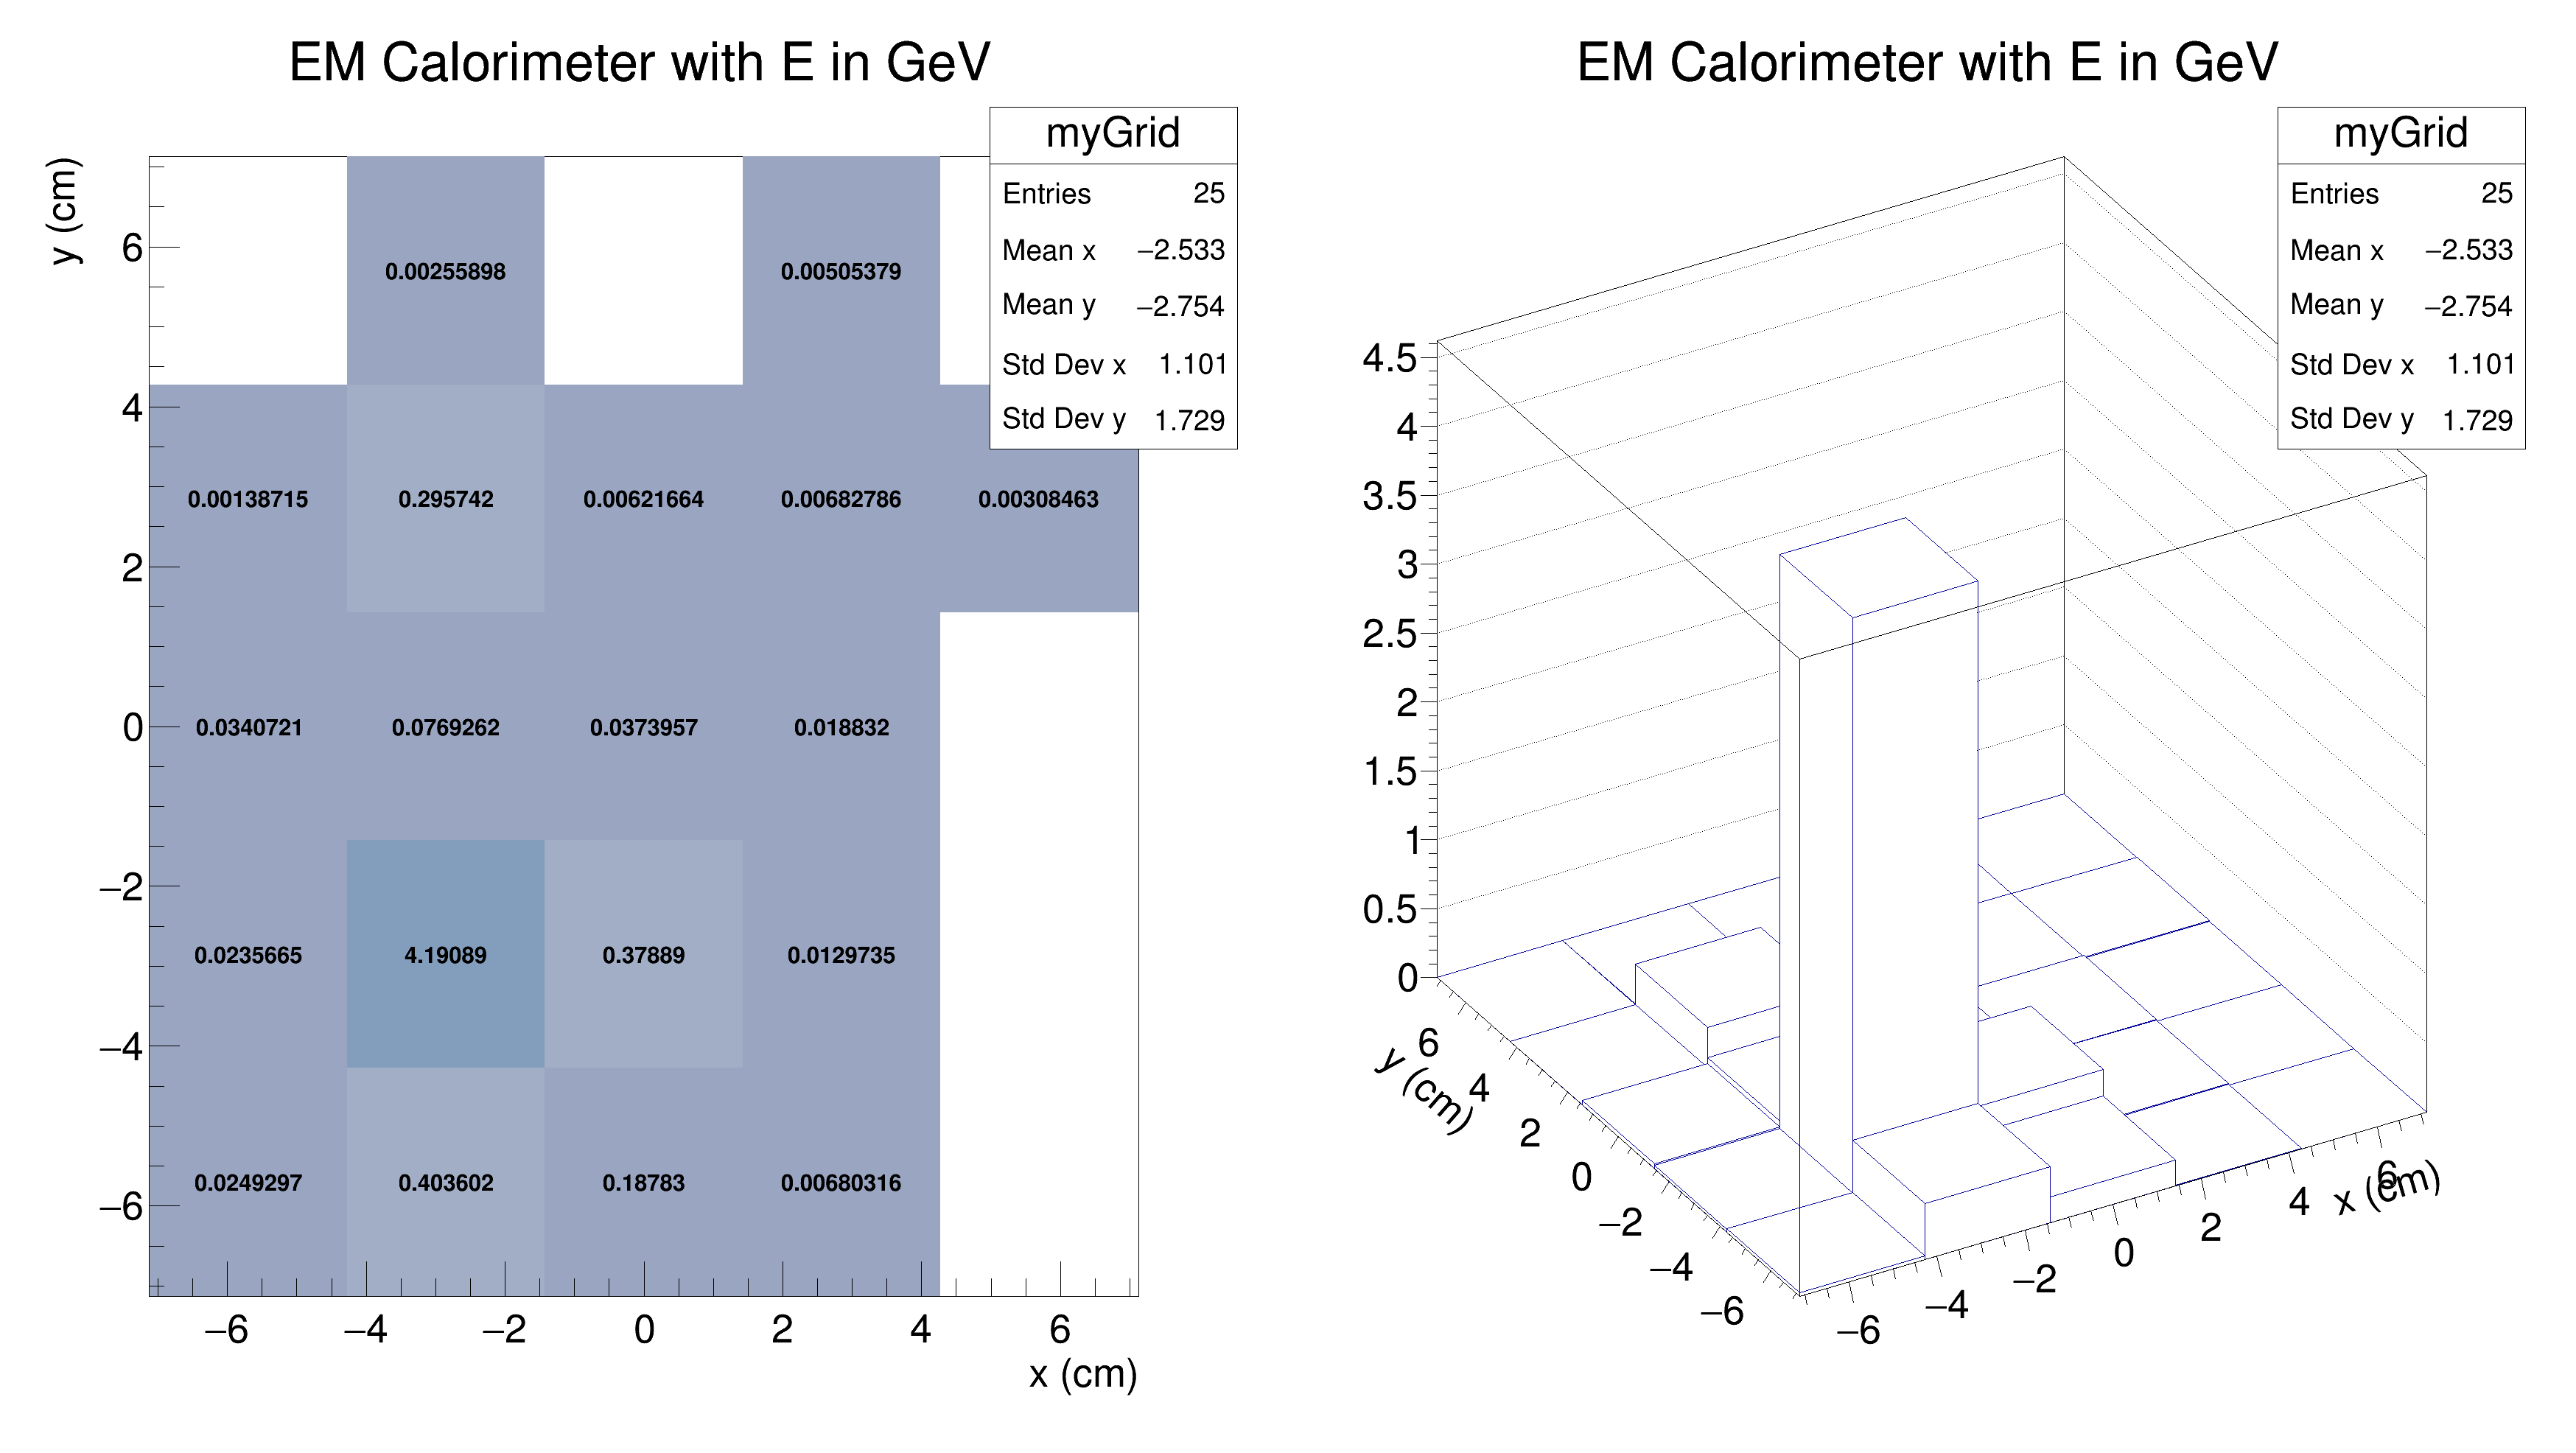 EM Calorimeter with E in GeV
myGrid
Entries 25
Mean x −2.533
Mean y −2.754
Std Dev x 1.101
Std Dev y 1.729
y (cm)
6
4
2
0
−2
−4
−6
0.00255898 0.00505379
0.00138715 0.295742 0.00621664 0.00682786 0.00308463
0.0340721 0.0769262 0.0373957 0.018832
0.0235665 4.19089 0.37889 0.0129735
0.0249297 0.403602 0.18783 0.00680316
−6 −4 −2 0 2 4 6
x (cm)
EM Calorimeter with E in GeV
myGrid
Entries 25
Mean x −2.533
Mean y −2.754
Std Dev x 1.101
Std Dev y 1.729
4.5
4
3.5
3
2.5
2
1.5
1
0.5
0
y (cm)
6
4
2
0
−2
−4
−6
−6 −4 −2 0 2 4 6
x (cm)